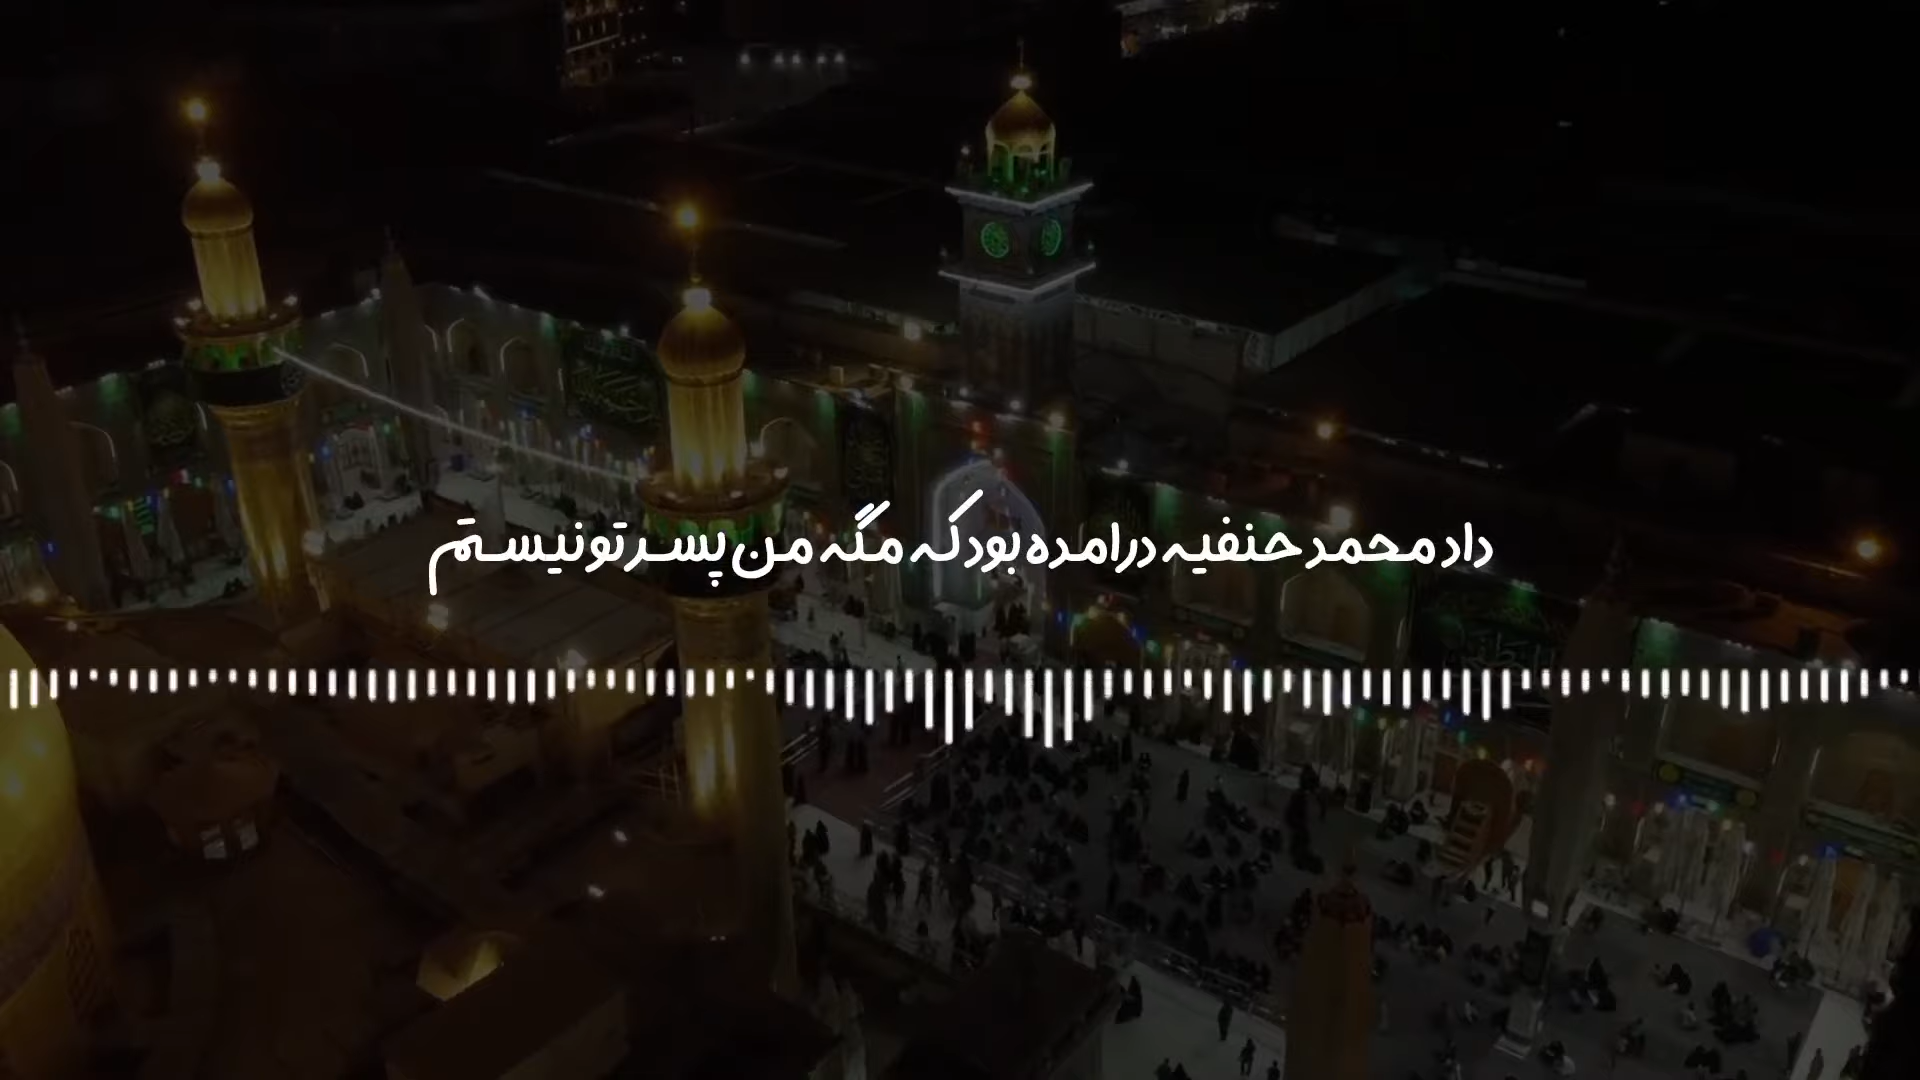 داد محمد حنفیه درامده بود که مگه من پسر تو نیستم